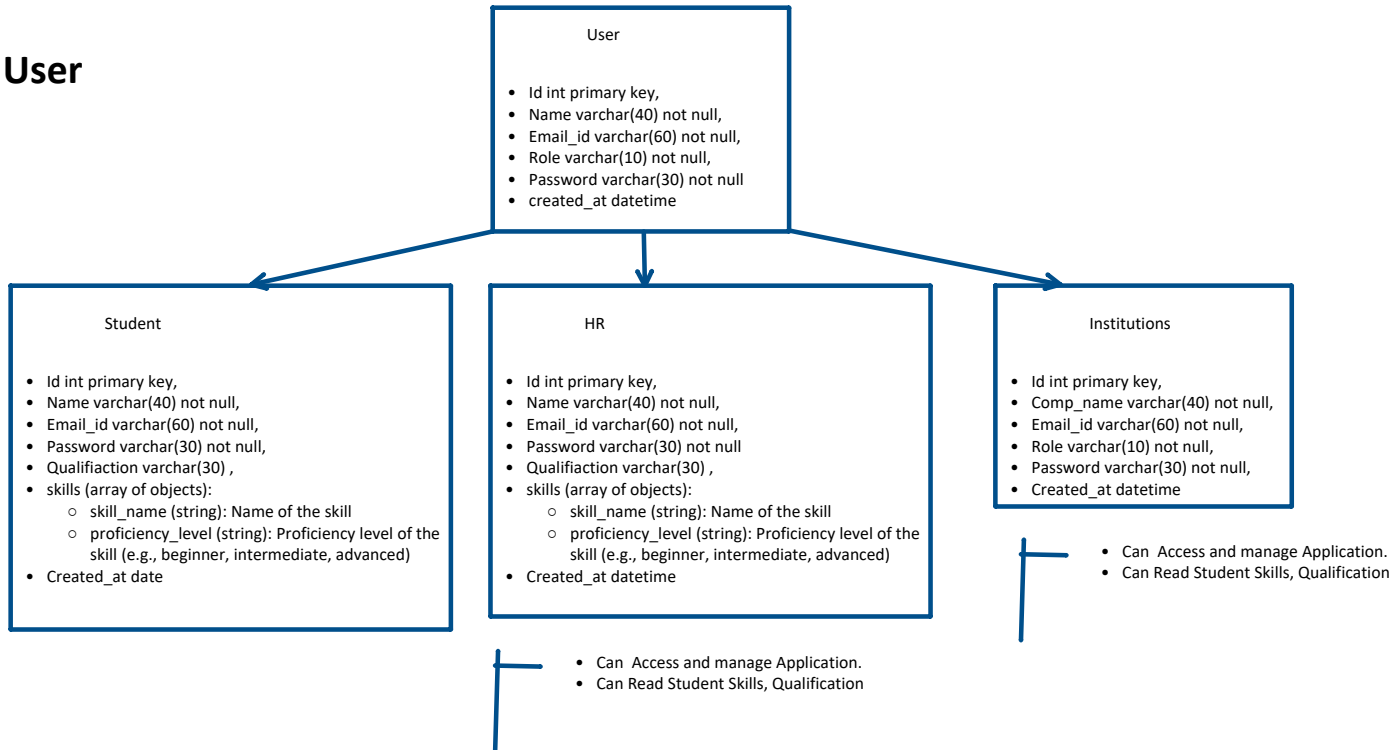 User
User
• Id int primary key,
• Name varchar(40) not null,
• Email_id varchar(60) not null,
• Role varchar(10) not null,
• Password varchar(30) not null
• created_at datetime
Student
• Id int primary key,
• Name varchar(40) not null,
• Email_id varchar(60) not null,
• Password varchar(30) not null,
• Qualifiaction varchar(30) ,
• skills (array of objects):
○ skill_name (string): Name of the skill
○ proficiency_level (string): Proficiency level of the
skill (e.g., beginner, intermediate, advanced)
• Created_at date
HR
• Id int primary key,
• Name varchar(40) not null,
• Email_id varchar(60) not null,
• Password varchar(30) not null
• Qualifiaction varchar(30) ,
• skills (array of objects):
○ skill_name (string): Name of the skill
○ proficiency_level (string): Proficiency level of the
skill (e.g., beginner, intermediate, advanced)
• Created_at datetime
• Can  Access and manage Application.
• Can Read Student Skills, Qualification
Institutions
• Id int primary key,
• Comp_name varchar(40) not null,
• Email_id varchar(60) not null,
• Role varchar(10) not null,
• Password varchar(30) not null,
• Created_at datetime
• Can  Access and manage Application.
• Can Read Student Skills, Qualification